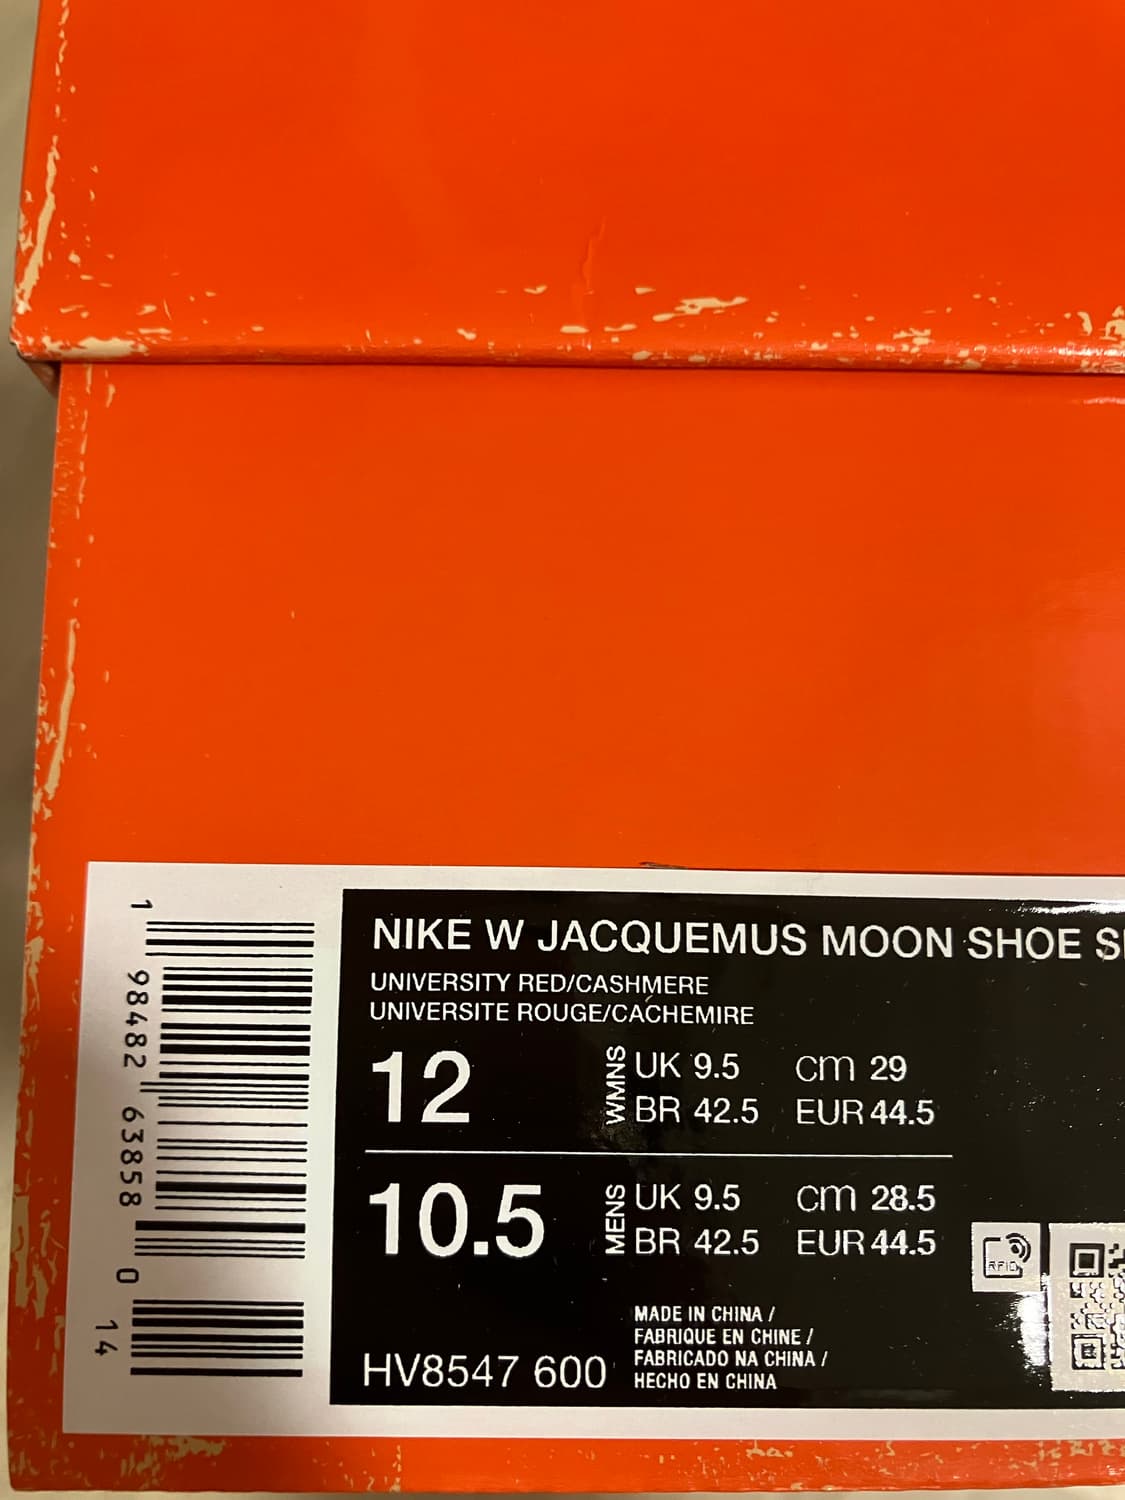 NIKE W JACQUEMUS MOON SHOE
UNIVERSITY RED/CASHMERE
UNIVERSITE ROUGE/CACHEMIRE
12 WMNS UK 9.5 cm 29
BR 42.5 EUR 44.5
10.5 MENS UK 9.5 cm 28.5
BR 42.5 EUR 44.5
RFID
HV8547 600
MADE IN CHINA /
FABRIQUE EN CHINE /
FABRICADO NA CHINA /
HECHO EN CHINA
1 98482 63858 0 14